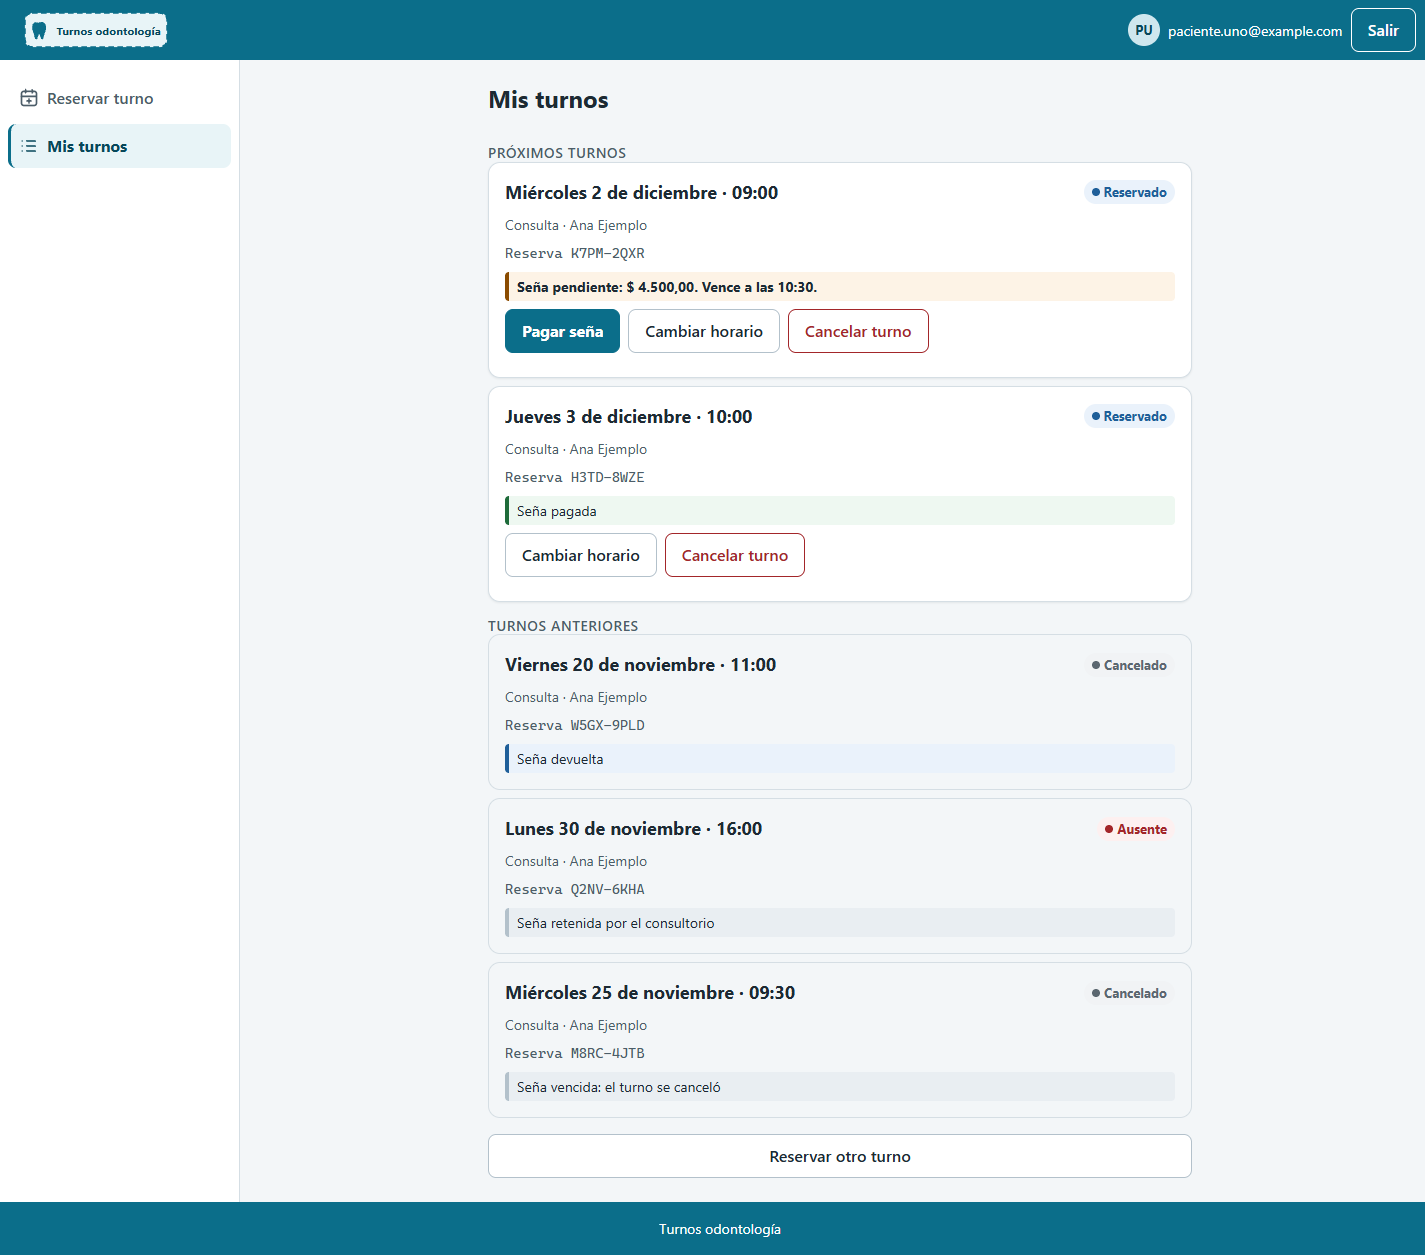 Turnos odontología
PU paciente.uno@example.com Salir
Reservar turno
Mis turnos
Mis turnos
PRÓXIMOS TURNOS
Miércoles 2 de diciembre · 09:00 Reservado
Consulta · Ana Ejemplo
Reserva K7PM-2QXR
Seña pendiente: $ 4.500,00. Vence a las 10:30.
Pagar seña Cambiar horario Cancelar turno
Jueves 3 de diciembre · 10:00 Reservado
Consulta · Ana Ejemplo
Reserva H3TD-8WZE
Seña pagada
Cambiar horario Cancelar turno
TURNOS ANTERIORES
Viernes 20 de noviembre · 11:00 Cancelado
Consulta · Ana Ejemplo
Reserva W5GX-9PLD
Seña devuelta
Lunes 30 de noviembre · 16:00 Ausente
Consulta · Ana Ejemplo
Reserva Q2NV-6KHA
Seña retenida por el consultorio
Miércoles 25 de noviembre · 09:30 Cancelado
Consulta · Ana Ejemplo
Reserva M8RC-4JTB
Seña vencida: el turno se canceló
Reservar otro turno
Turnos odontología